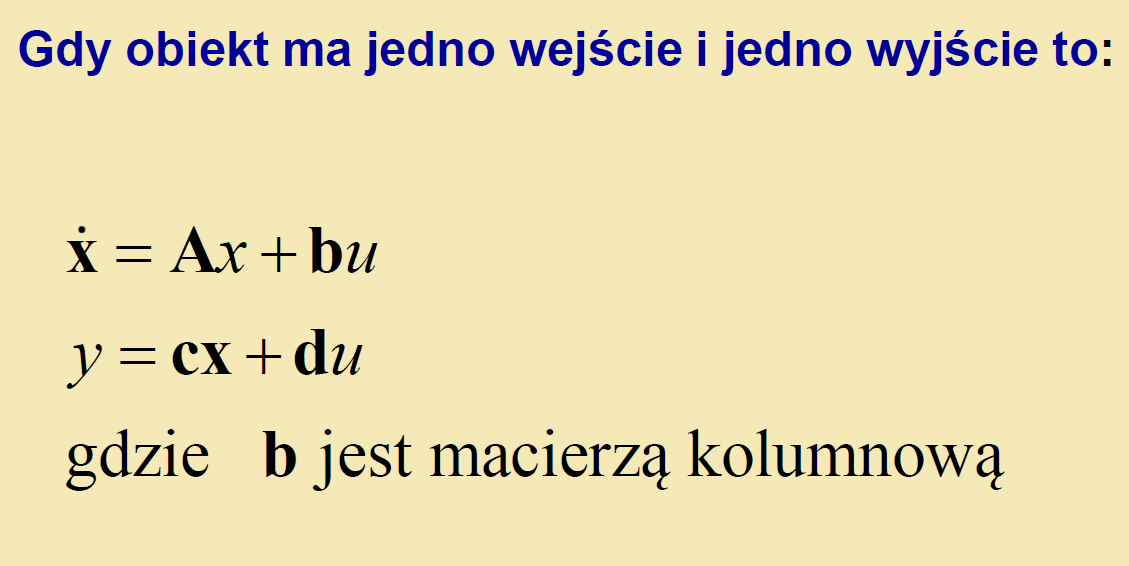 Gdy obiekt ma jedno wejście i jedno wyjście to:
ẋ = Ax + bu
y = cx + du
gdzie b jest macierzą kolumnową